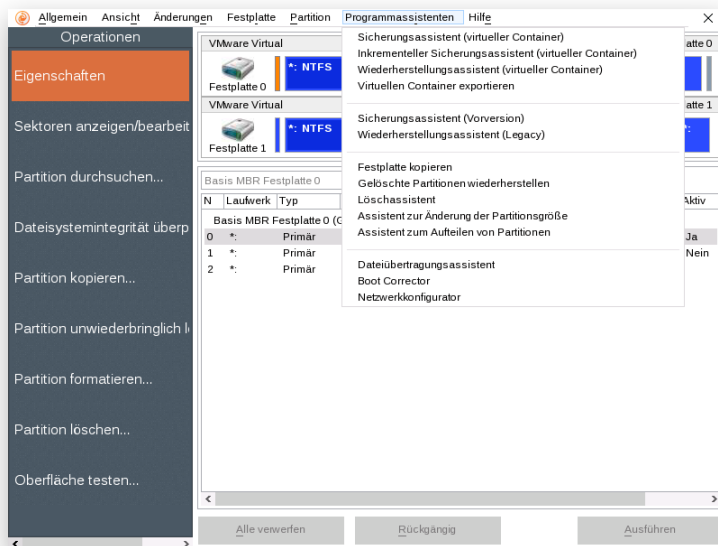 Allgemein Ansicht Änderungen Festplatte Partition Programmassistenten Hilfe
Operationen
Eigenschaften
Sektoren anzeigen/bearbeit
Partition durchsuchen...
Dateisystemintegrität überp
Partition kopieren...
Partition unwiederbringlich l
Partition formatieren...
Partition löschen...
Oberfläche testen...
VMware Virtual
atte 0
Festplatte 0
*: NTFS
VMware Virtual
atte 1
Festplatte 1
*: NTFS
*:
Sicherungsassistent (virtueller Container)
Inkrementeller Sicherungsassistent (virtueller Container)
Wiederherstellungsassistent (virtueller Container)
Virtuellen Container exportieren
Sicherungsassistent (Vorversion)
Wiederherstellungsassistent (Legacy)
Festplatte kopieren
Gelöschte Partitionen wiederherstellen
Löschassistent
Assistent zur Änderung der Partitionsgröße
Assistent zum Aufteilen von Partitionen
Dateiübertragungsassistent
Boot Corrector
Netzwerkkonfigurator
Basis MBR Festplatte 0
N Laufwerk Typ Aktiv
Basis MBR Festplatte 0 (
0 *: Primär Ja
1 *: Primär Nein
2 *: Primär
Alle verwerfen Rückgängig Ausführen